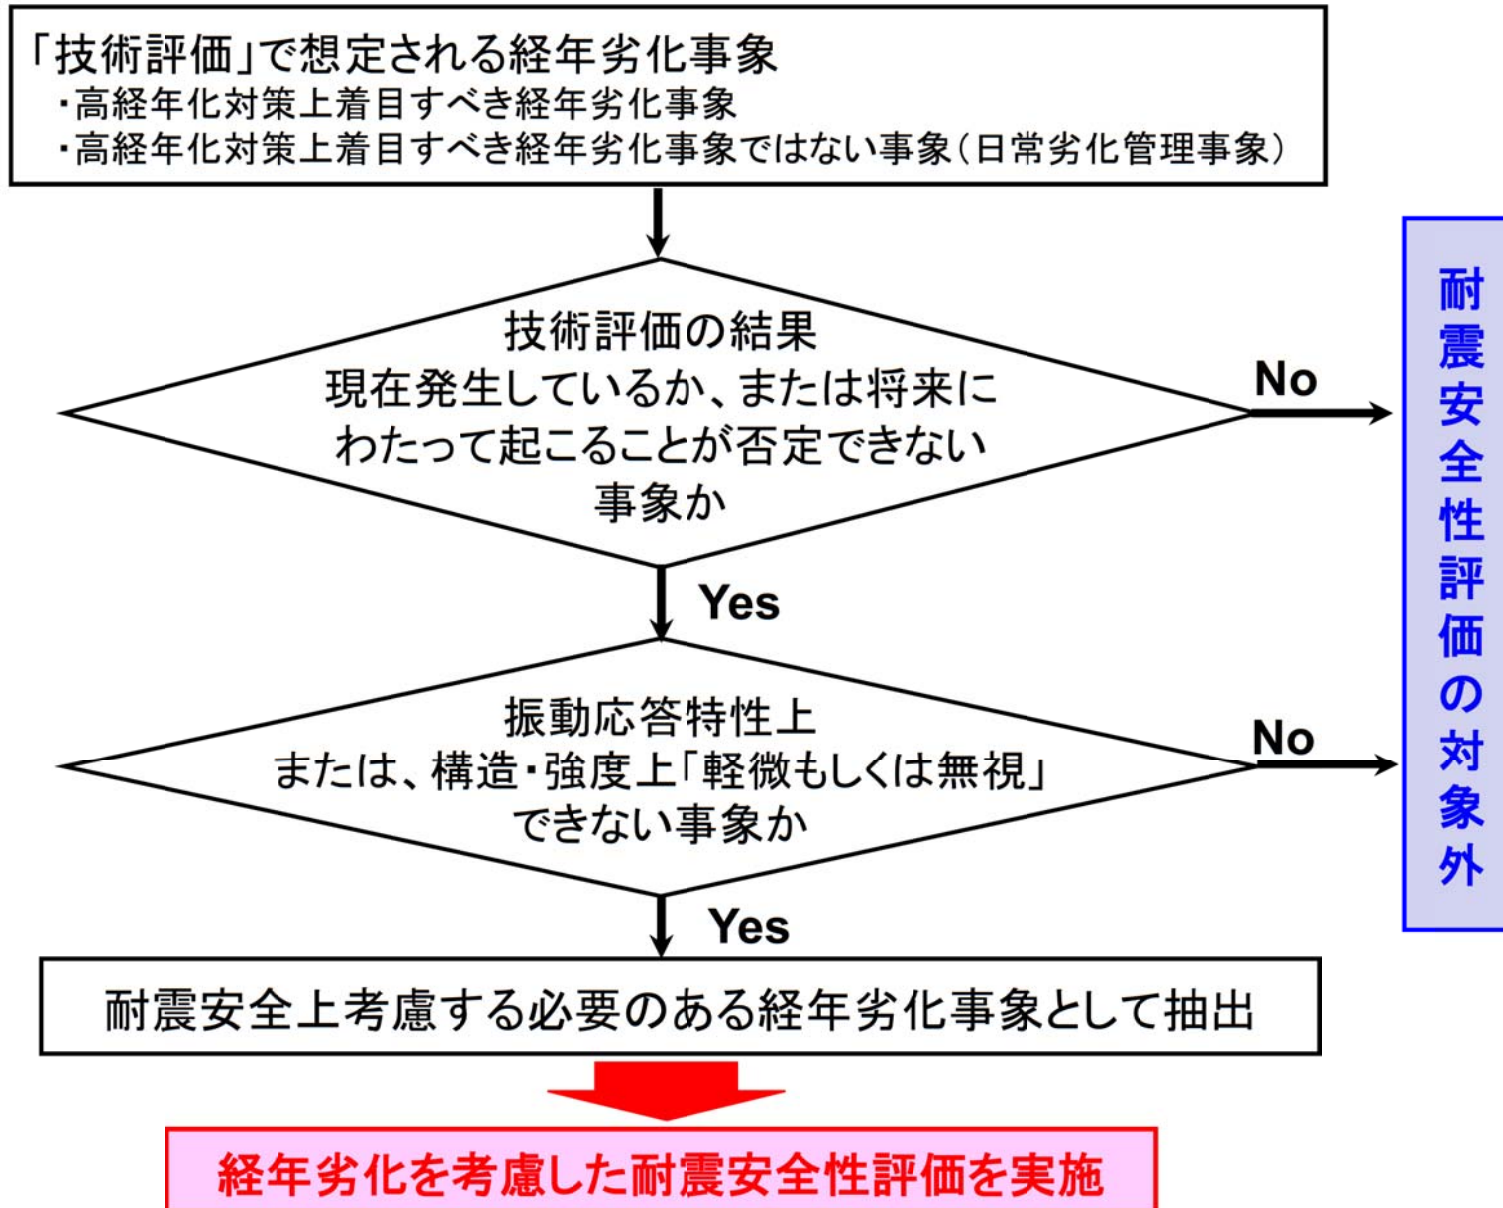 「技術評価」で想定される経年劣化事象
・高経年化対策上着目すべき経年劣化事象
・高経年化対策上着目すべき経年劣化事象ではない事象(日常劣化管理事象)
技術評価の結果
現在発生しているか、または将来に
わたって起こることが否定できない
事象か
No
Yes
振動応答特性上
または、構造・強度上「軽微もしくは無視」
できない事象か
No
Yes
耐震安全性評価の対象外
耐震安全上考慮する必要のある経年劣化事象として抽出
経年劣化を考慮した耐震安全性評価を実施